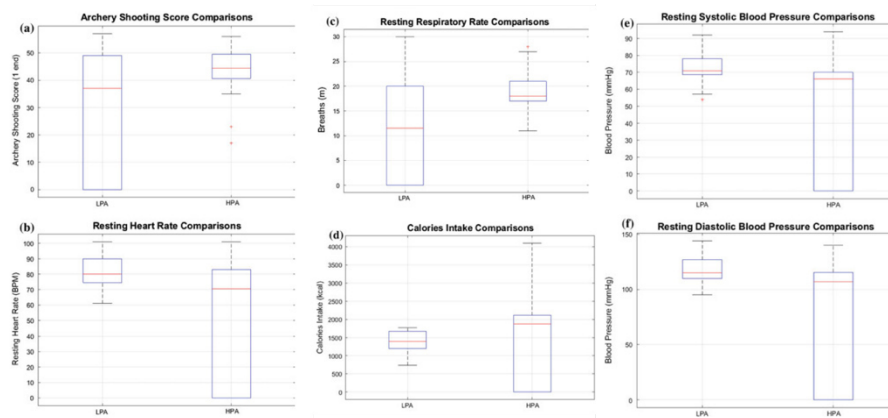 (a)
Archery Shooting Score Comparisons
Archery Shooting Score (1 end)
50
40
30
20
10
0
LPA
HPA
(b)
Resting Heart Rate Comparisons
Resting Heart Rate (BPM)
100
90
80
70
60
50
40
30
20
10
0
LPA
HPA
(c)
Resting Respiratory Rate Comparisons
Breaths (m)
30
25
20
15
10
5
0
LPA
HPA
(d)
Calories Intake Comparisons
Calories Intake (kcal)
4000
3500
3000
2500
2000
1500
1000
500
0
LPA
HPA
(e)
Resting Systolic Blood Pressure Comparisons
Blood Pressure (mmHg)
90
80
70
60
50
40
30
20
10
0
LPA
HPA
(f)
Resting Diastolic Blood Pressure Comparisons
Blood Pressure (mmHg)
150
100
50
0
LPA
HPA